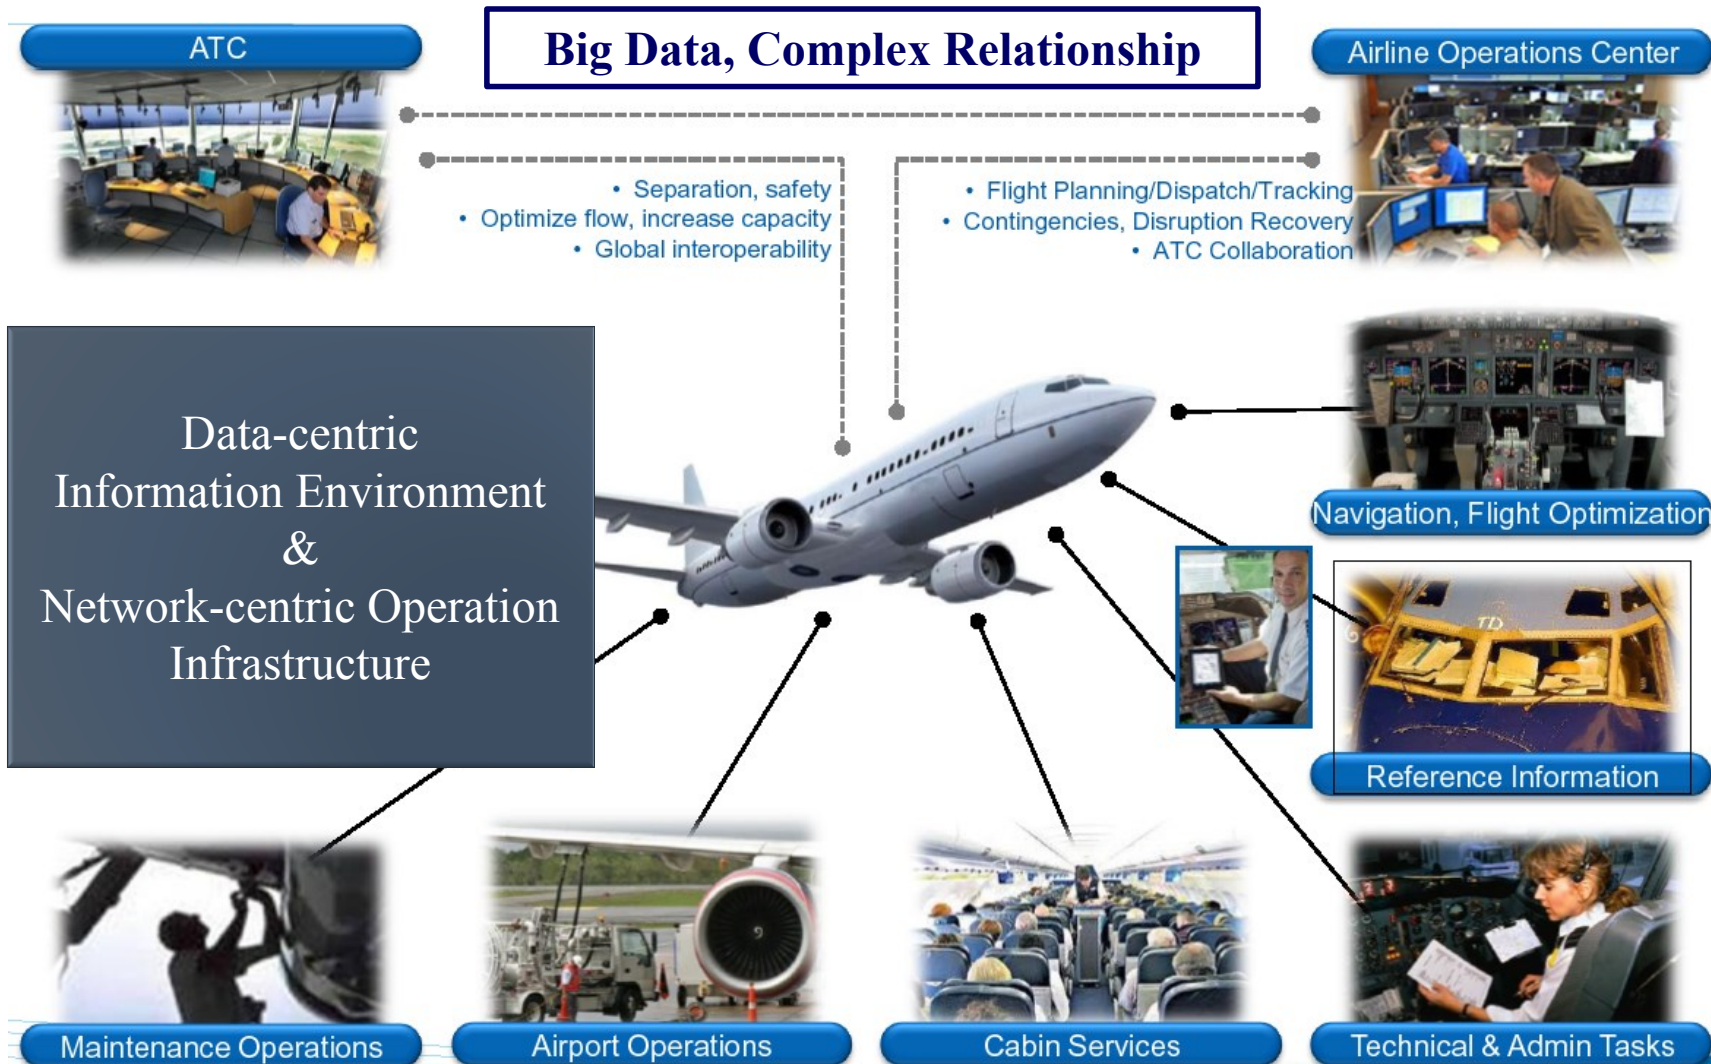 Big Data, Complex Relationship
ATC
Airline Operations Center
• Separation, safety
• Optimize flow, increase capacity
• Global interoperability
• Flight Planning/Dispatch/Tracking
• Contingencies, Disruption Recovery
• ATC Collaboration
Data-centric
Information Environment
&
Network-centric Operation
Infrastructure
Navigation, Flight Optimization
Reference Information
Maintenance Operations
Airport Operations
Cabin Services
Technical & Admin Tasks